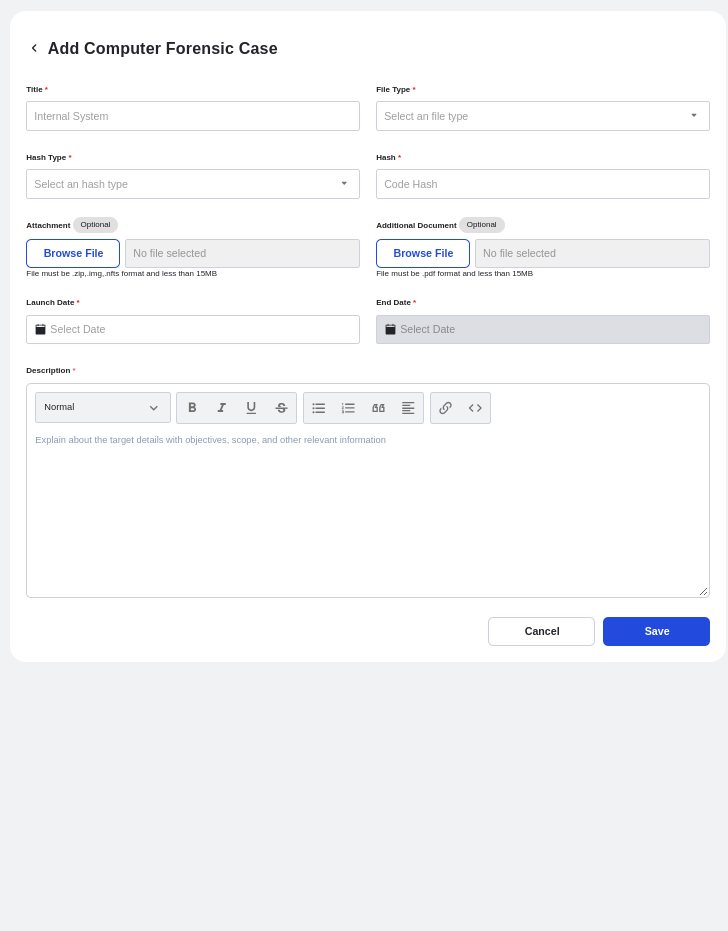 Add Computer Forensic Case
Title * File Type *
Internal System Select an file type
Hash Type * Hash *
Select an hash type Code Hash
Attachment Optional Additional Document Optional
Browse File No file selected Browse File No file selected
File must be .zip,.img,.nfts format and less than 15MB File must be .pdf format and less than 15MB
Launch Date * End Date *
Select Date Select Date
Description *
Normal
Explain about the target details with objectives, scope, and other relevant information
Cancel Save